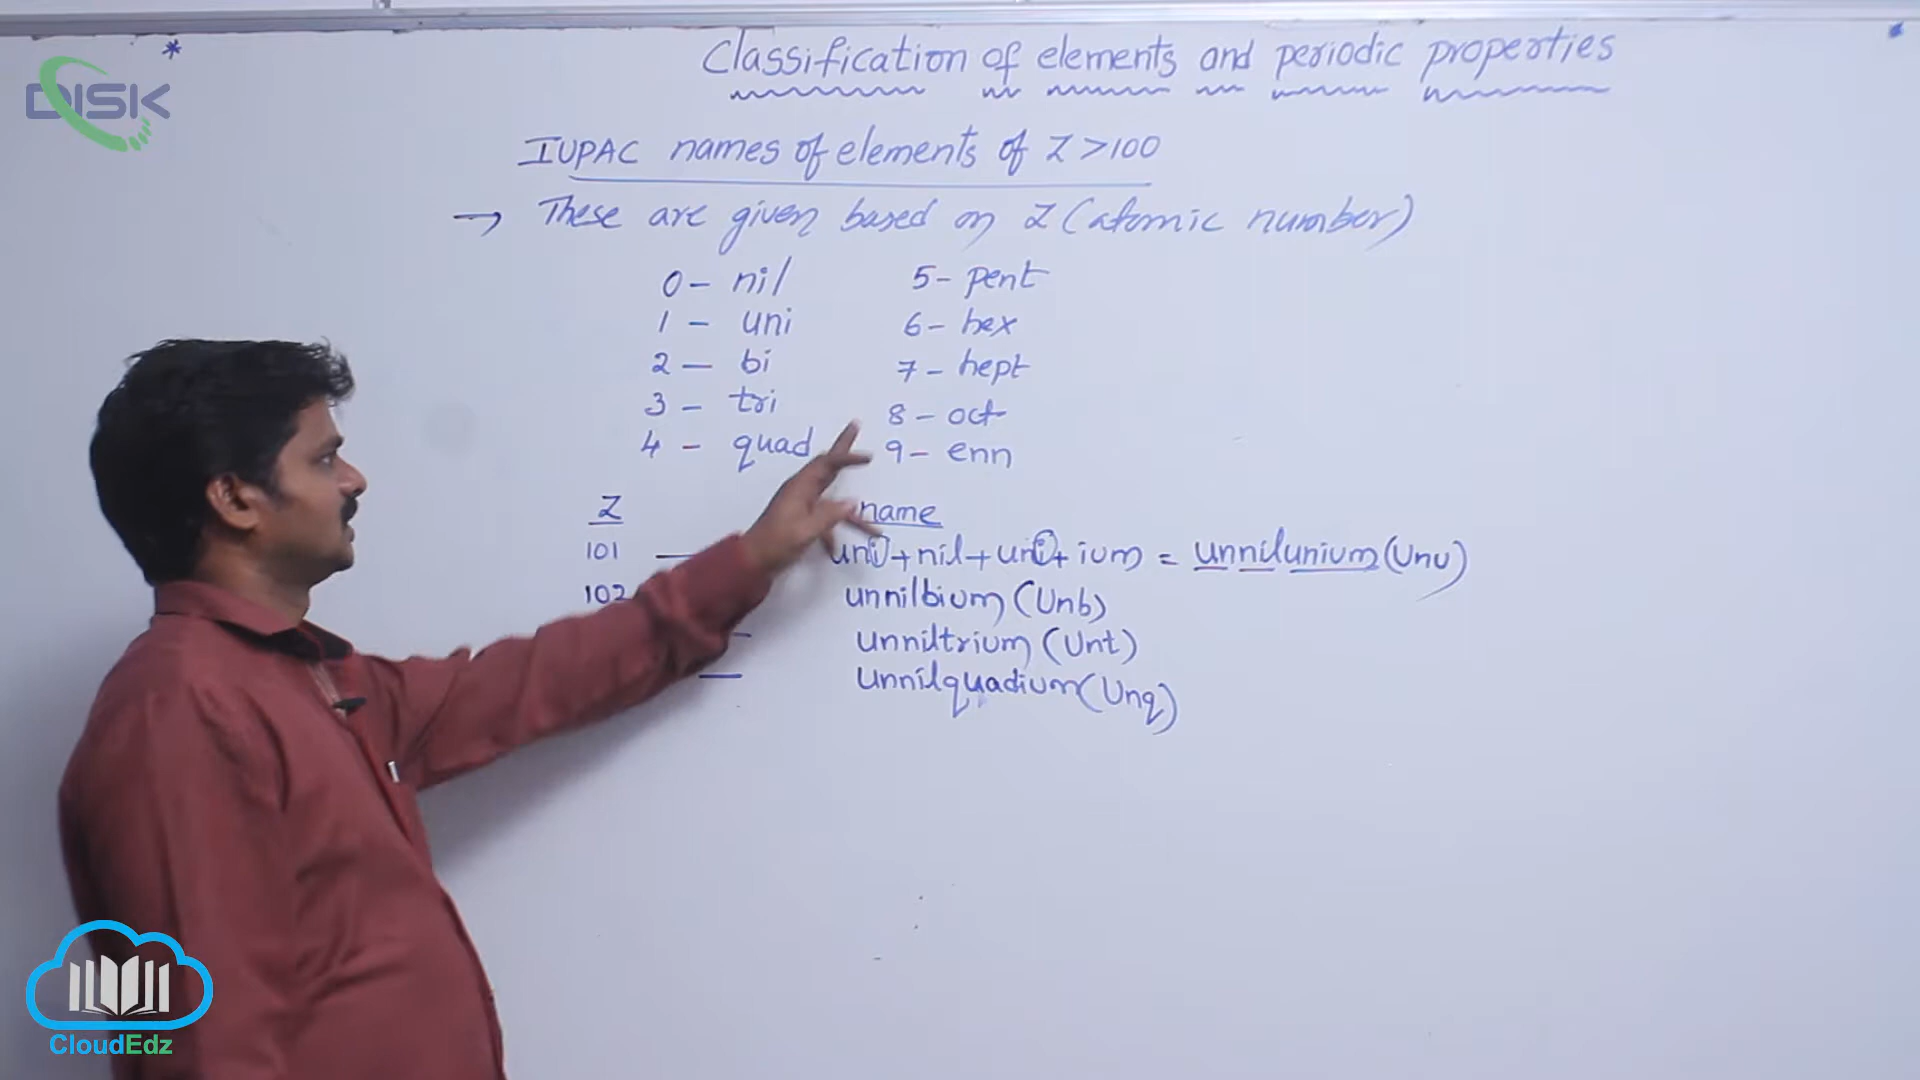 DISK
Classification of elements and periodic properties
IUPAC names of elements of Z >100
→ These are given based on Z (atomic number)
0 - nil
1 - uni
2 - bi
3 - tri
4 - quad
5 - pent
6 - hex
7 - hept
8 - oct
9 - enn
Z name
101 — uni + nil + uni + ium = unnilunium (Unu)
102 unnilbium (Unb)
— unniltrium (Unt)
— unnilquadium (Unq)
CloudEdz